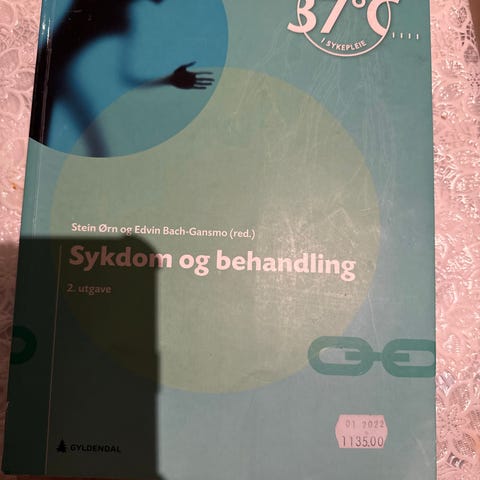 37°C
I SYKEPLEIE
Stein Ørn og Edvin Bach-Gansmo (red.)
Sykdom og behandling
2. utgave
01 2022
1135.00
GYLDENDAL